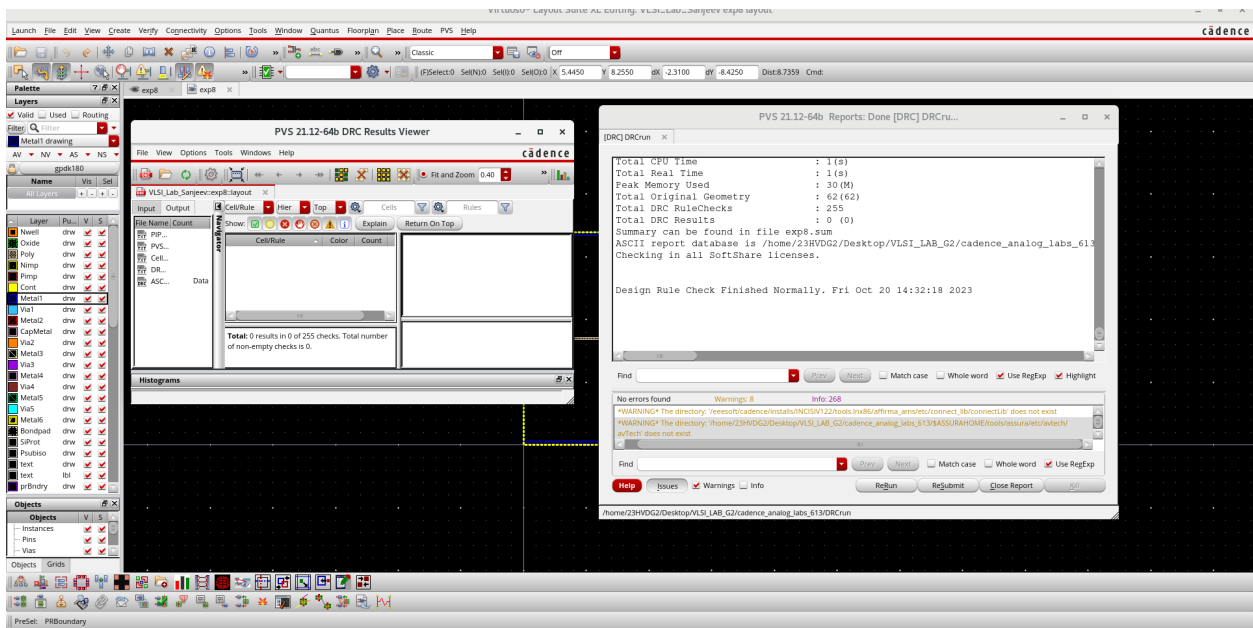 Virtuoso® Layout Suite XL Editing: VLSI_Lab_Sanjeev exp8 layout
Launch File Edit View Create Verify Connectivity Options Tools Window Quantus Floorplan Place Route PVS Help
cādence
Classic
Off
(F)Select:0 Sel(N):0 Sel(I):0 Sel(O):0 X 5.4450 Y 8.2550 dX -2.3100 dY -8.4250 Dist:8.7359 Cmd:
Palette
exp8
exp8
Layers
Valid Used Routing
Filter Filter
Metal1 drawing
AV NV AS NS
gpdk180
Name Vis Sel
All Layers + - + -
Layer Pu... V S
Nwell drw
Oxide drw
Poly drw
Nimp drw
Pimp drw
Cont drw
Metal1 drw
Via1 drw
Metal2 drw
CapMetal drw
Via2 drw
Metal3 drw
Via3 drw
Metal4 drw
Via4 drw
Metal5 drw
Via5 drw
Metal6 drw
Bondpad drw
SiProt drw
Psubiso drw
text drw
text lbl
prBndry drw
Objects
Objects V S
Instances
Pins
Vias
Objects Grids
PreSel: PRBoundary
PVS 21.12-64b DRC Results Viewer
File View Options Tools Windows Help
cādence
Fit and Zoom 0.40
VLSI_Lab_Sanjeev:exp8:layout
Input Output
Cell/Rule Hier Top Cells Rules
File Name Count
Navigator
Show: Explain Return On Top
PIP...
PVS...
Cell...
DR...
ASC... Data
Cell/Rule Color Count
Total: 0 results in 0 of 255 checks. Total number
of non-empty checks is 0.
Histograms
PVS 21.12-64b Reports: Done [DRC] DRCru...
[DRC] DRCrun
Total CPU Time : 1(s)
Total Real Time : 1(s)
Peak Memory Used : 30(M)
Total Original Geometry : 62(62)
Total DRC RuleChecks : 255
Total DRC Results : 0 (0)
Summary can be found in file exp8.sum
ASCII report database is /home/23HVDG2/Desktop/VLSI_LAB_G2/cadence_analog_labs_613
Checking in all SoftShare licenses.
Design Rule Check Finished Normally. Fri Oct 20 14:32:18 2023
Find Prev Next Match case Whole word Use RegExp Highlight
No errors found Warnings: 8 Info: 268
*WARNING* The directory: '/eeesoft/cadence/installs/INCISIV122/tools.lnx86/affirma_ams/etc/connect_lib/connectLib' does not exist
*WARNING* The directory: '/home/23HVDG2/Desktop/VLSI_LAB_G2/cadence_analog_labs_613/$ASSURAHOME/tools/assura/etc/avtech/
avTech' does not exist
Find Prev Next Match case Whole word Use RegExp
Help Issues Warnings Info ReRun ReSubmit Close Report Kill
/home/23HVDG2/Desktop/VLSI_LAB_G2/cadence_analog_labs_613/DRCrun